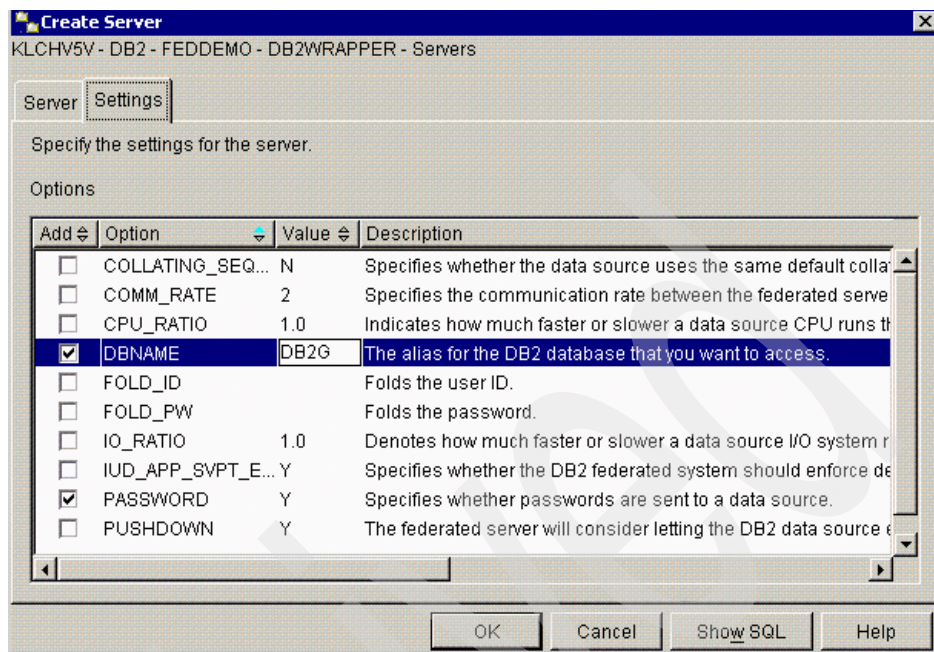 Create Server
KLCHV5V - DB2 - FEDDEMO - DB2WRAPPER - Servers
Server Settings
Specify the settings for the server.
Options
Add Option Value Description
COLLATING_SEQ... N Specifies whether the data source uses the same default colla
COMM_RATE 2 Specifies the communication rate between the federated serve
CPU_RATIO 1.0 Indicates how much faster or slower a data source CPU runs th
DBNAME DB2G The alias for the DB2 database that you want to access.
FOLD_ID Folds the user ID.
FOLD_PW Folds the password.
IO_RATIO 1.0 Denotes how much faster or slower a data source I/O system r
IUD_APP_SVPT_E... Y Specifies whether the DB2 federated system should enforce de
PASSWORD Y Specifies whether passwords are sent to a data source.
PUSHDOWN Y The federated server will consider letting the DB2 data source e
OK Cancel Show SQL Help